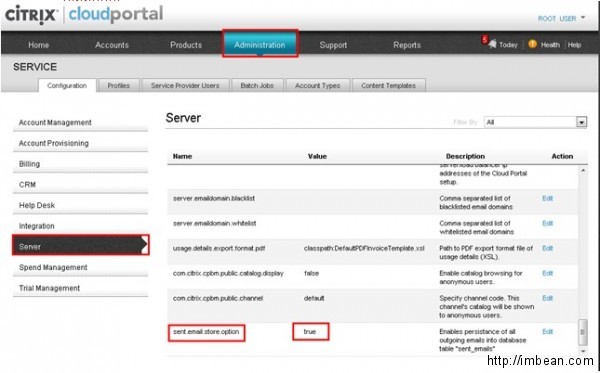 CİTRIX | cloudportal
ROOT USER
Home Accounts Products Administration Support Reports
5 Today ! Health | Help
SERVICE
Configuration Profiles Service Provider Users Batch Jobs Account Types Content Templates
Account Management
Account Provisioning
Billing
CRM
Help Desk
Integration
Server
Spend Management
Trial Management
Server
Filter By: All
Name Value Description Action
server/load balancer ip
addresses of the Cloud Portal
setup.
server.emaildomain.blacklist Comma separated list of Edit
blacklisted email domains
server.emaildomain.whitelist Comma separated list of Edit
whitelisted email domains
usage.details.export.format.pdf classpath:DefaultPDFInvoiceTemplate.xsl Path to PDF export format file of Edit
usage details (XSL).
com.citrix.cpbm.public.catalog.display false Enable catalog browsing for Edit
anonymous users.
com.citrix.cpbm.public.channel default Specify channel code. This Edit
channel's catalog will be shown
to anonymous users.
sent.email.store.option true Enables persistance of all Edit
outgoing emails into database
table "sent_emails"
http://imbean.com